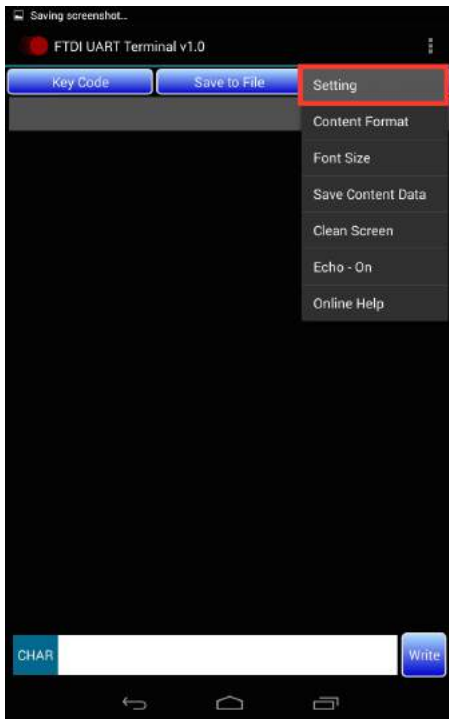 Saving screenshot...
FTDI UART Terminal v1.0
Key Code
Save to File
Setting
Content Format
Font Size
Save Content Data
Clean Screen
Echo - On
Online Help
CHAR
Write